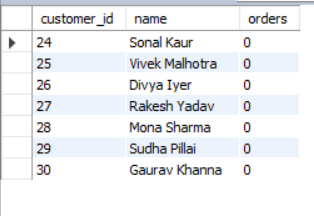 customer_id name orders
24 Sonal Kaur 0
25 Vivek Malhotra 0
26 Divya Iyer 0
27 Rakesh Yadav 0
28 Mona Sharma 0
29 Sudha Pillai 0
30 Gaurav Khanna 0